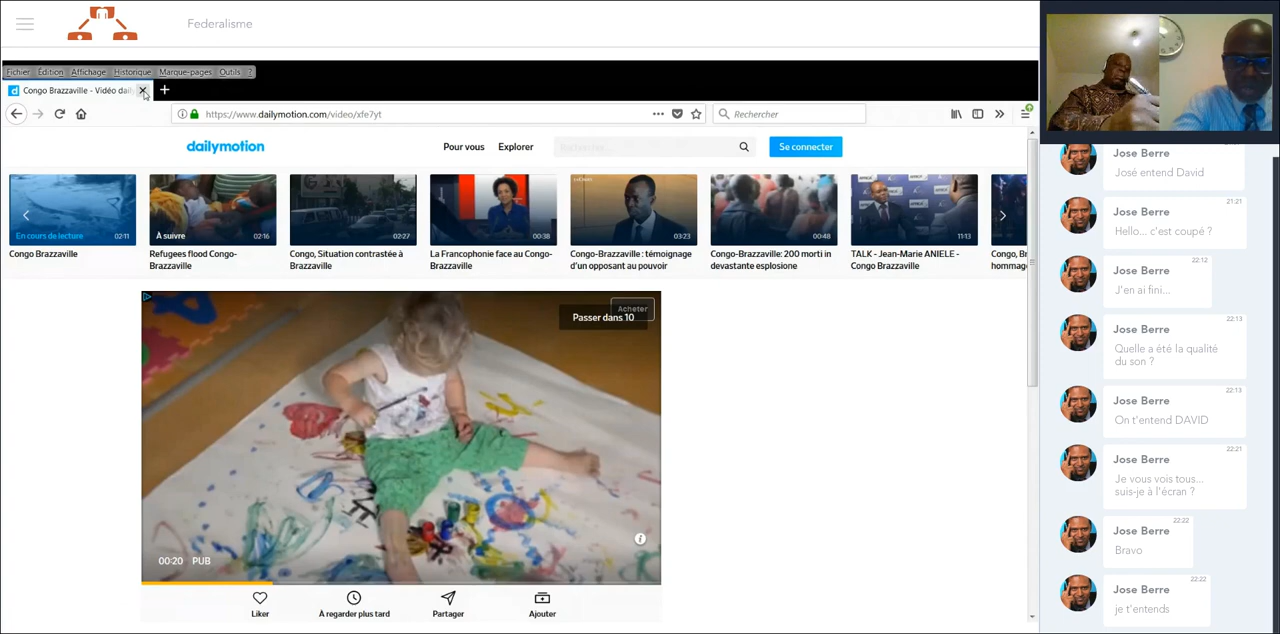 Federalisme
Fichier Édition Affichage Historique Marque-pages Outils ?
Congo Brazzaville - Vidéo dail
https://www.dailymotion.com/video/xfe7yt
Rechercher
dailymotion
Pour vous Explorer
Rechercher
Se connecter
En cours de lecture 02:11
À suivre 02:16
02:27
00:38
03:23
00:48
11:13
Congo Brazzaville
Refugees flood Congo-
Brazzaville
Congo, Situation contrastée à
Brazzaville
La Francophonie face au Congo-
Brazzaville
Congo-Brazzaville : témoignage
d'un opposant au pouvoir
Congo-Brazzaville: 200 morti in
devastante esplosione
TALK - Jean-Marie ANIELE -
Congo Brazzaville
Congo, Br
hommag
Acheter
Passer dans 10
00:20 PUB
Liker
À regarder plus tard
Partager
Ajouter
Jose Berre
José entend David
21:21
Jose Berre
Hello... c'est coupé ?
22:12
Jose Berre
J'en ai fini...
22:13
Jose Berre
Quelle a été la qualité
du son ?
22:13
Jose Berre
On t'entend DAVID
22:21
Jose Berre
Je vous vois tous...
suis-je à l'écran ?
22:22
Jose Berre
Bravo
22:22
Jose Berre
je t'entends